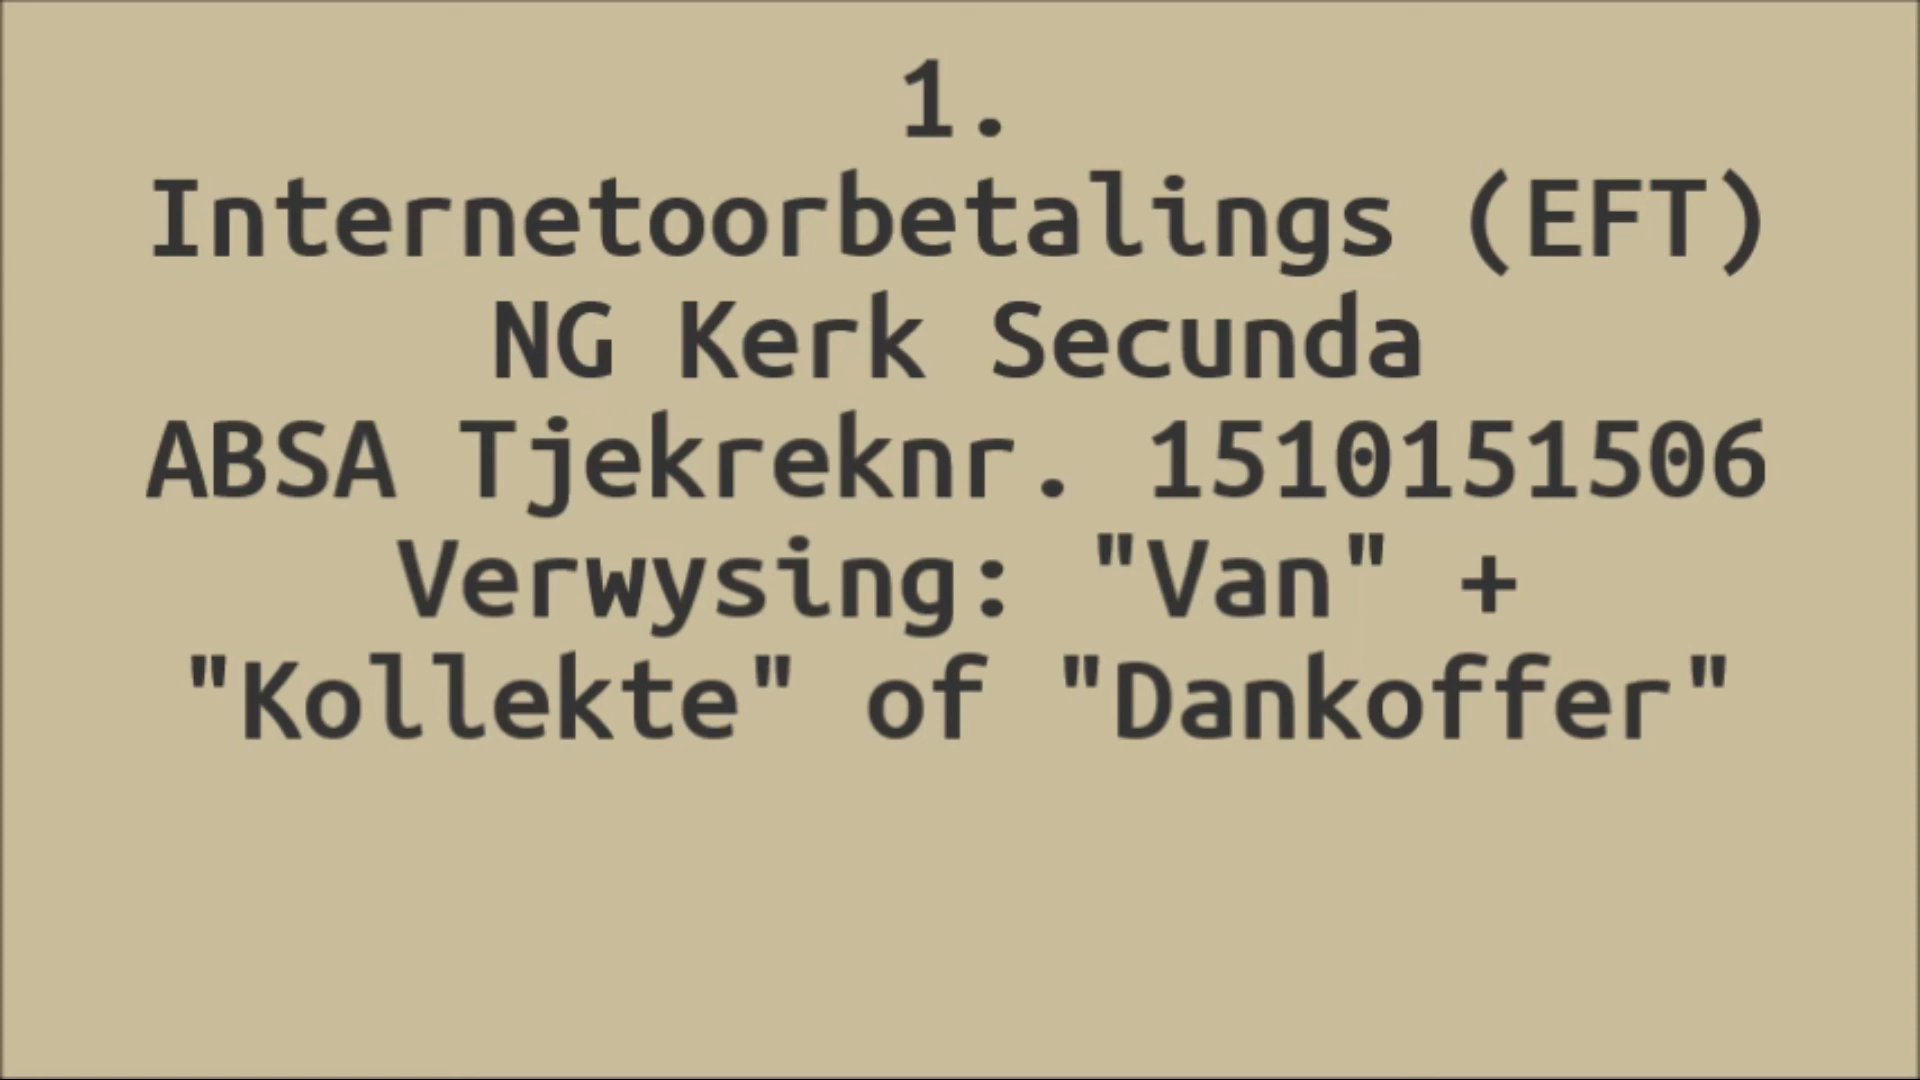 1.
Internetoorbetalings (EFT)
NG Kerk Secunda
ABSA Tjekreknr. 1510151506
Verwysing: "Van" +
"Kollekte" of "Dankoffer"